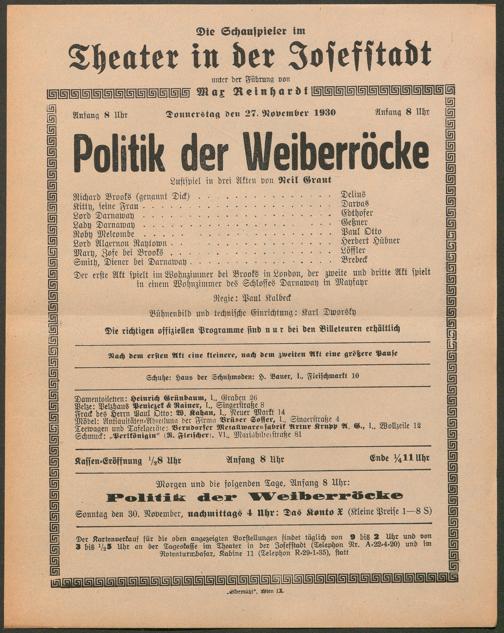 Die Schauspieler im
Theater in der Josefstadt
unter der Führung von
Max Reinhardt
Anfang 8 Uhr Donnerstag den 27. November 1930 Anfang 8 Uhr
Politik der Weiberröcke
Lustspiel in drei Akten von Neil Grant
Richard Brooks (genannt Dick) Delius
Kitty, seine Frau Darvas
Lord Darnaway Edthofer
Lady Darnaway Geßner
Roby Melcombe Paul Otto
Lord Algernon Raytown Herbert Hübner
Mary, Zofe bei Brooks Löffler
Smith, Diener bei Darnaway Brebeck
Der erste Akt spielt im Wohnzimmer bei Brooks in London, der zweite und dritte Akt spielt
in einem Wohnzimmer des Schlosses Darnaway in Mayfayr
Regie: Paul Kalbeck
Bühnenbild und technische Einrichtung: Karl Dworsky
Die richtigen offiziellen Programme sind nur bei den Billeteuren erhältlich
Nach dem ersten Akt eine kleinere, nach dem zweiten Akt eine größere Pause
Schuhe: Haus der Schuhmoden: H. Bauer, I., Fleischmarkt 10
Damentoiletten: Heinrich Grünbaum, I., Graben 26
Pelze: Pelzhaus Penizek & Rainer, I., Singerstraße 8
Frack des Herrn Paul Otto: W. Kahan, I., Neuer Markt 14
Möbel: Antiquitäten-Abteilung der Firma Brüser Soffer, I., Singerstraße 4
Teewagen und Tafelgeräte: Berndorfer Metallwarenfabrik Artur Krupp A. G., I., Wollzeile 12
Schmuck: „Perlkönigin" (R. Fleischer), VI., Mariahilferstraße 81
Kassen-Eröffnung ½8 Uhr Anfang 8 Uhr Ende ¼11 Uhr
Morgen und die folgenden Tage, Anfang 8 Uhr:
Politik der Weiberröcke
Sonntag den 30. November, nachmittags 4 Uhr: Das Konto X (Kleine Preise 1—8 S)
Der Kartenverkauf für die oben angezeigten Vorstellungen findet täglich von 9 bis 2 Uhr und von
3 bis ½5 Uhr an der Tageskasse im Theater in der Josefstadt (Telephon Nr. A-22-4-20) und im
Rotenturmbasar, Kabine 11 (Telephon R-29-1-35), statt
„Elbemühl", Wien IX.